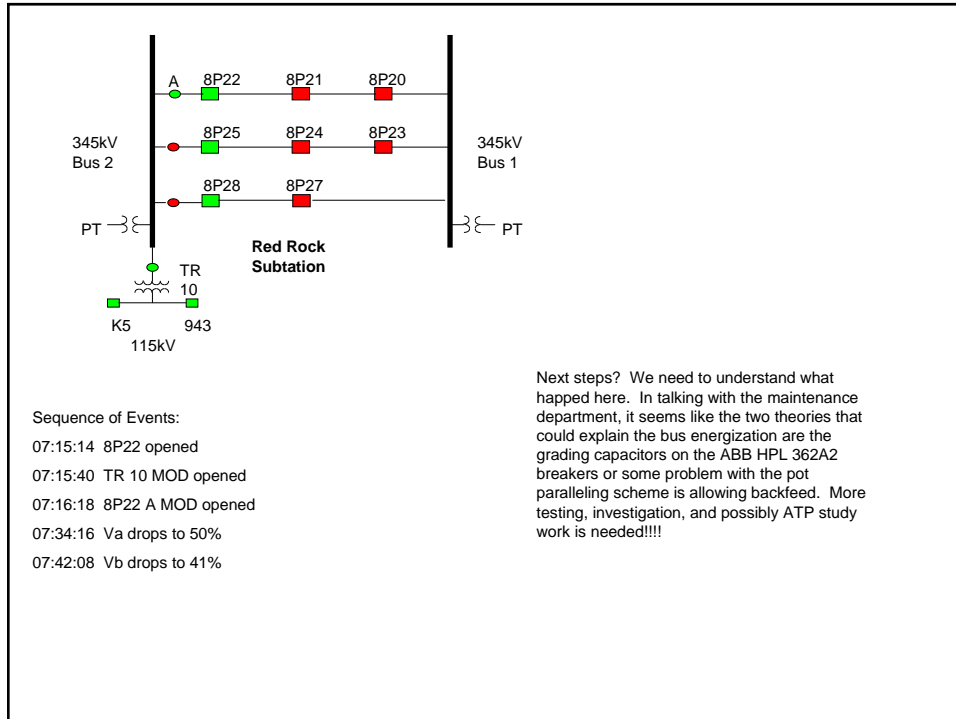 A 8P22 8P21 8P20
345kV
Bus 2
8P25 8P24 8P23
345kV
Bus 1
8P28 8P27
PT
PT
Red Rock
Subtation
TR
10
K5 943
115kV
Next steps? We need to understand what
happed here. In talking with the maintenance
department, it seems like the two theories that
could explain the bus energization are the
grading capacitors on the ABB HPL 362A2
breakers or some problem with the pot
paralleling scheme is allowing backfeed. More
testing, investigation, and possibly ATP study
work is needed!!!!
Sequence of Events:
07:15:14 8P22 opened
07:15:40 TR 10 MOD opened
07:16:18 8P22 A MOD opened
07:34:16 Va drops to 50%
07:42:08 Vb drops to 41%